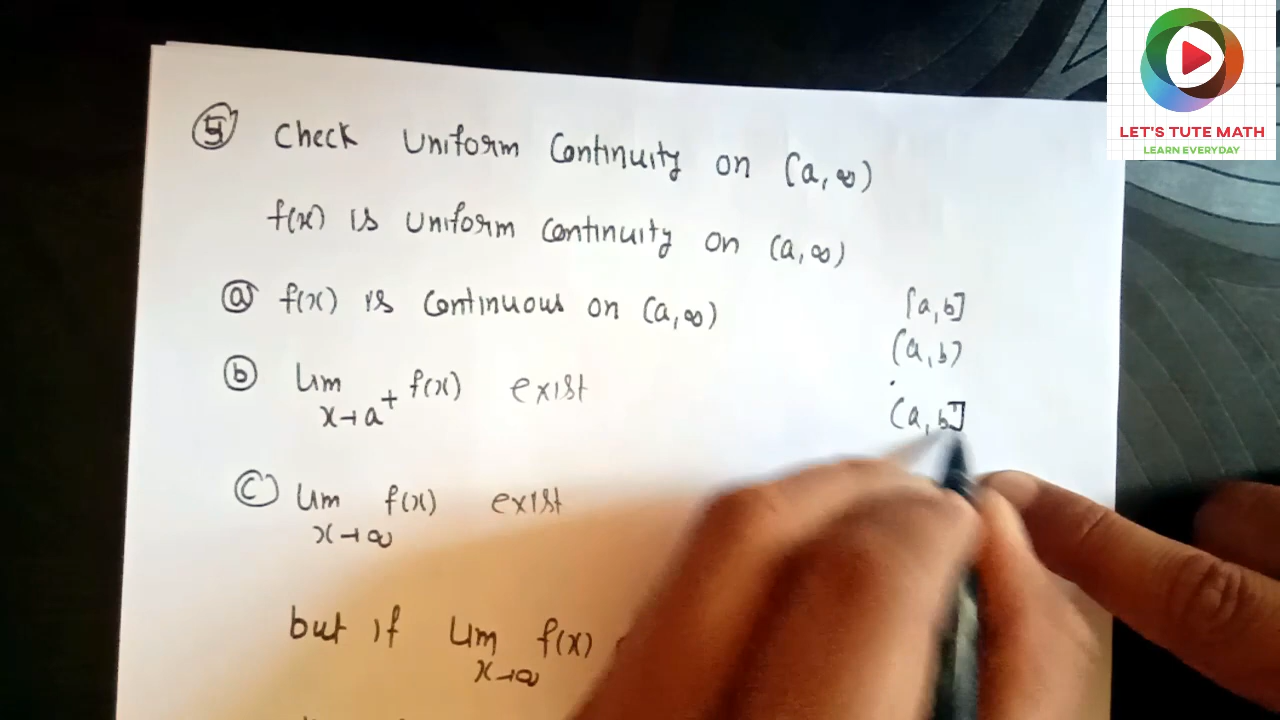 5 Check Uniform Continuity on (a, ∞)
f(x) is Uniform Continuity on (a, ∞)
a f(x) is Continuous on (a, ∞)
b lim x→a⁺ f(x) exist
c lim x→∞ f(x) exist
but if lim x→∞ f(x)
[a, b]
(a, b)
(a, b]
LET'S TUTE MATH
LEARN EVERYDAY